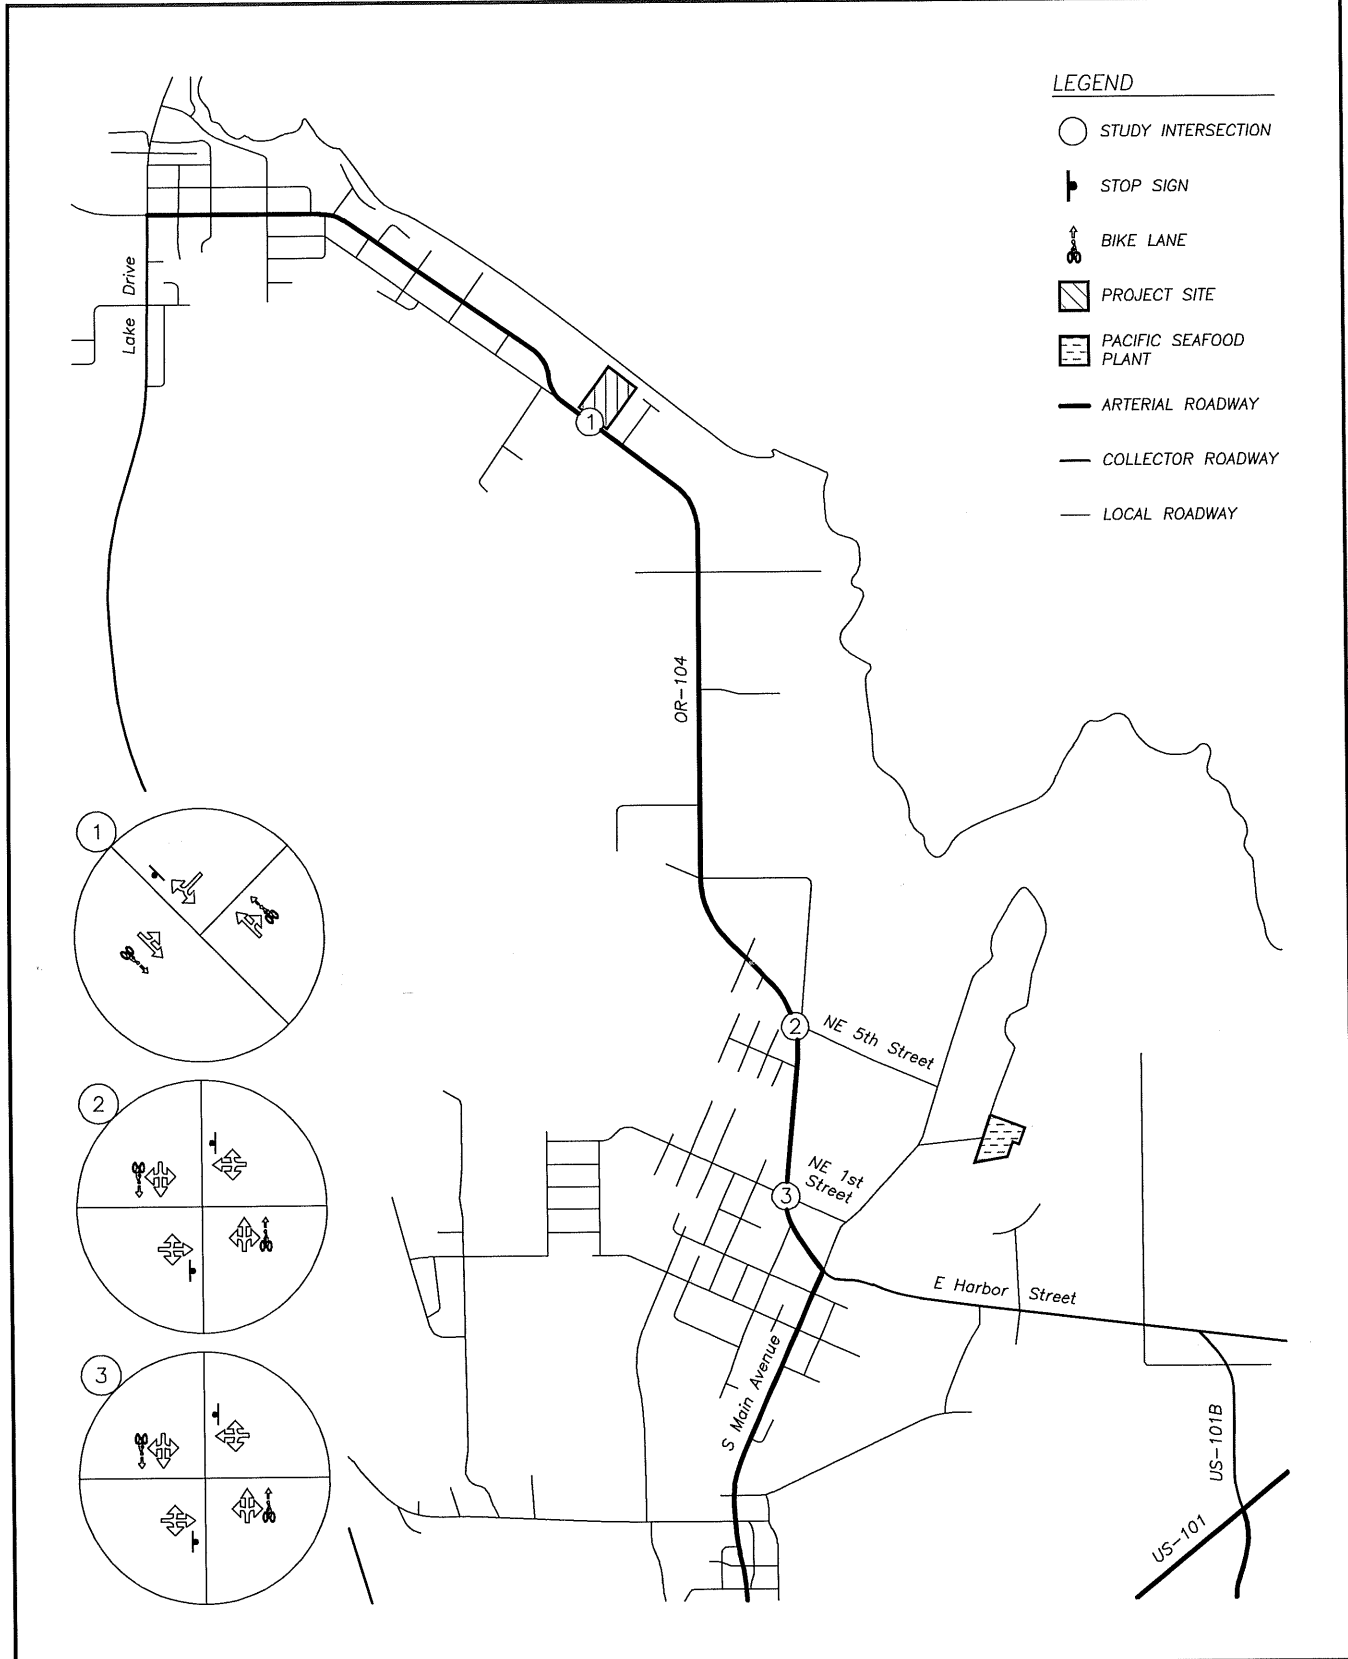 LEGEND
STUDY INTERSECTION
STOP SIGN
BIKE LANE
PROJECT SITE
PACIFIC SEAFOOD
PLANT
ARTERIAL ROADWAY
COLLECTOR ROADWAY
LOCAL ROADWAY
Lake Drive
1
OR-104
1
2
NE 5th Street
2
NE 1st
Street
3
E Harbor Street
S Main Avenue
3
US-101B
US-101